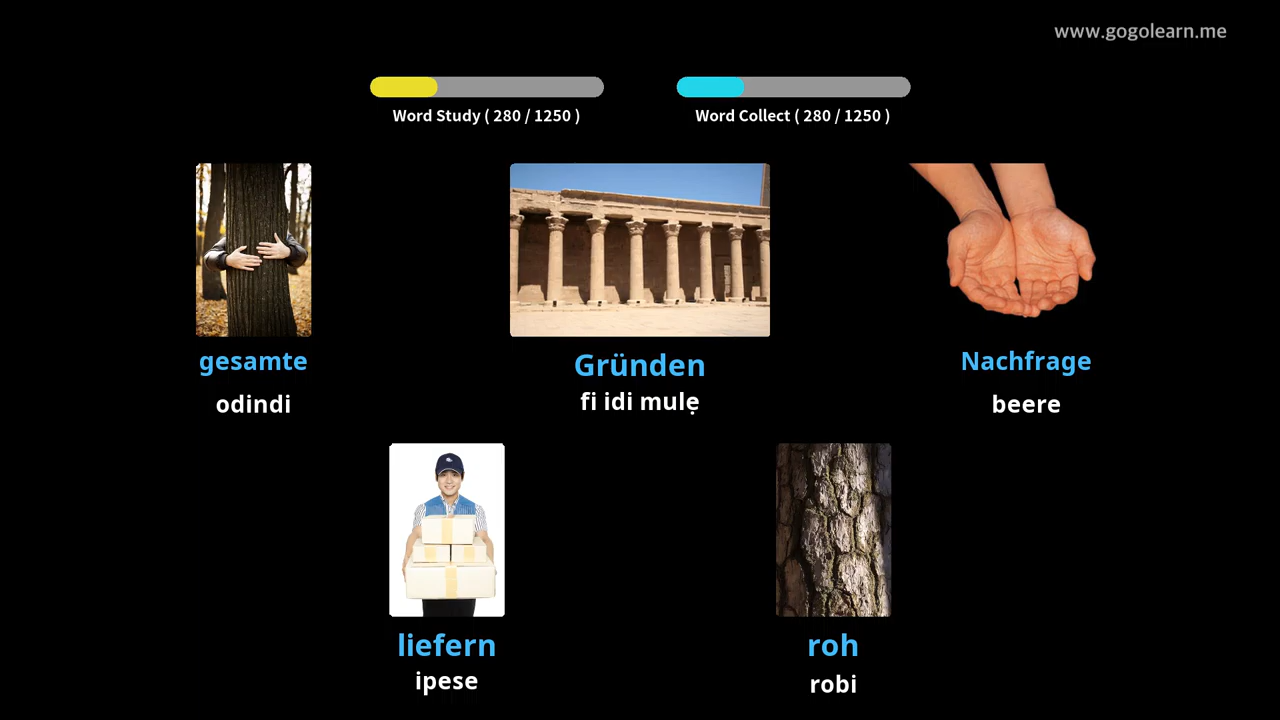 www.gogolearn.me
Word Study ( 280 / 1250 )
Word Collect ( 280 / 1250 )
gesamte
odindi
Gründen
fi idi mulẹ
Nachfrage
beere
liefern
ipese
roh
robi